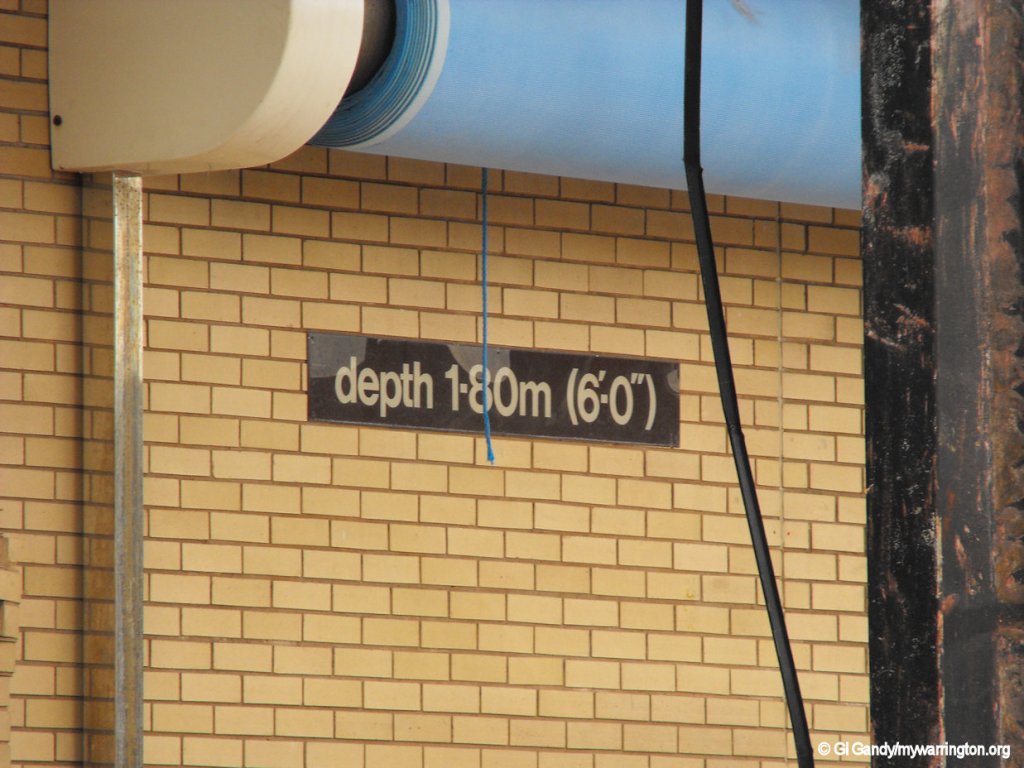 depth 1·80m (6'·0")
© GI Gandy/mywarrington.org